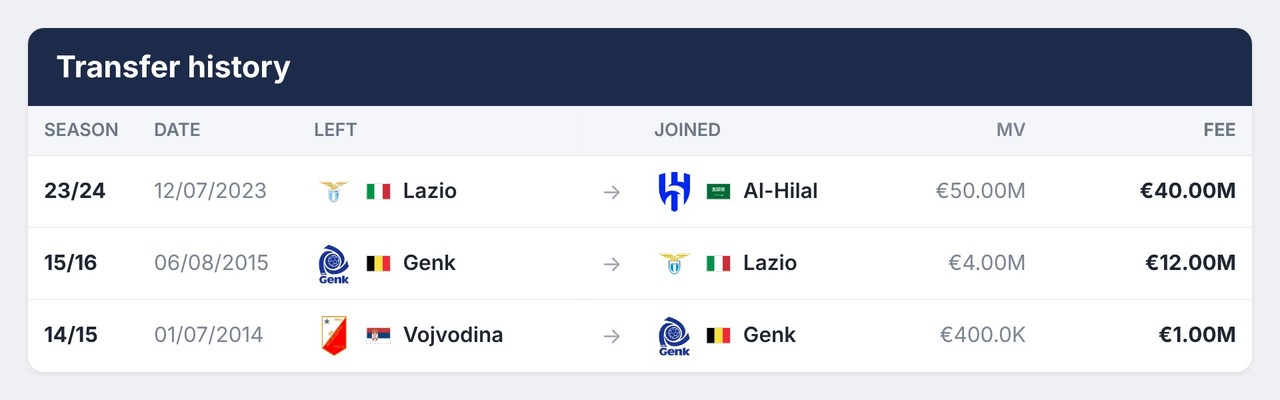 Transfer history
SEASON DATE LEFT JOINED MV FEE
23/24 12/07/2023 Lazio → Al-Hilal €50.00M €40.00M
15/16 06/08/2015 Genk Genk → Lazio €4.00M €12.00M
14/15 01/07/2014 Vojvodina → Genk Genk €400.0K €1.00M